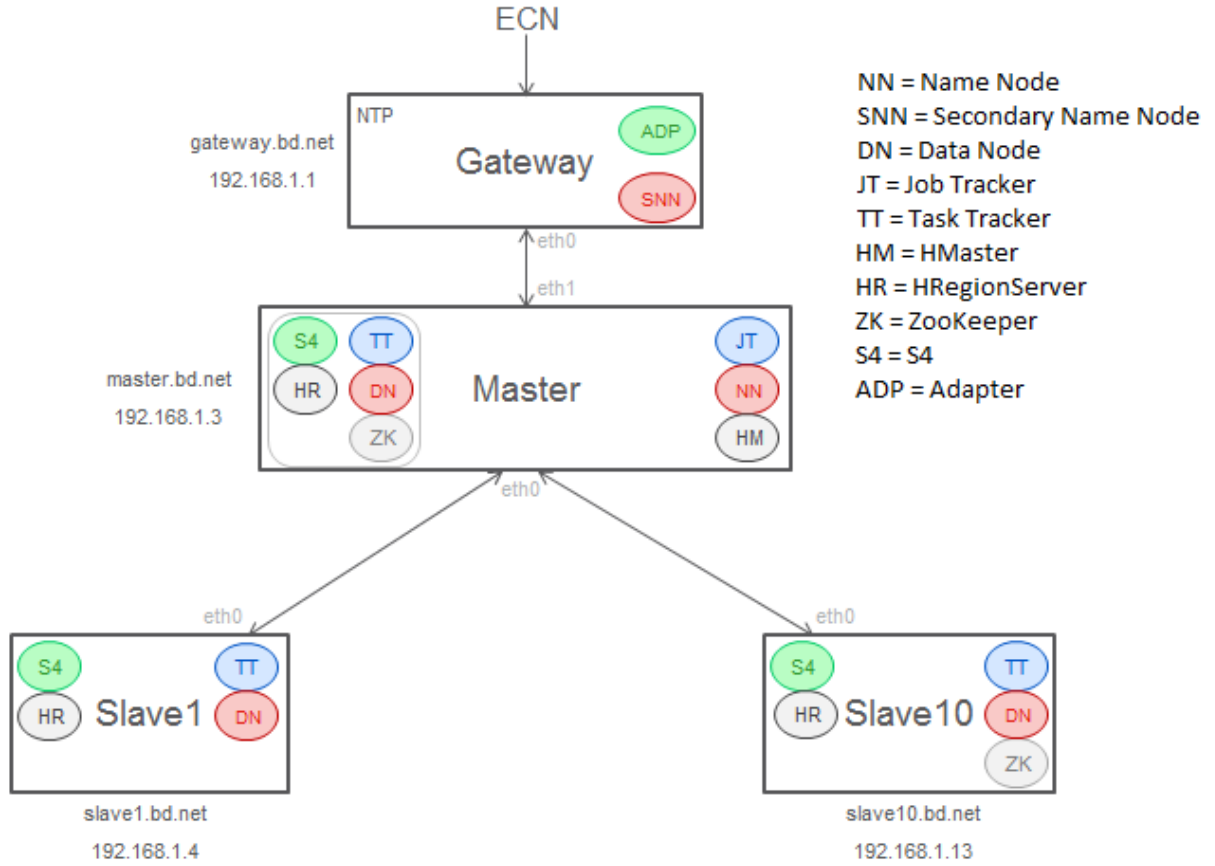 ECN
NTP
ADP
Gateway
SNN
gateway.bd.net
192.168.1.1
eth0
eth1
NN = Name Node
SNN = Secondary Name Node
DN = Data Node
JT = Job Tracker
TT = Task Tracker
HM = HMaster
HR = HRegionServer
ZK = ZooKeeper
S4 = S4
ADP = Adapter
master.bd.net
192.168.1.3
S4
TT
HR
DN
ZK
Master
JT
NN
HM
eth0
eth0
S4
TT
HR
Slave1
DN
slave1.bd.net
192.168.1.4
eth0
S4
TT
HR
Slave10
DN
ZK
slave10.bd.net
192.168.1.13